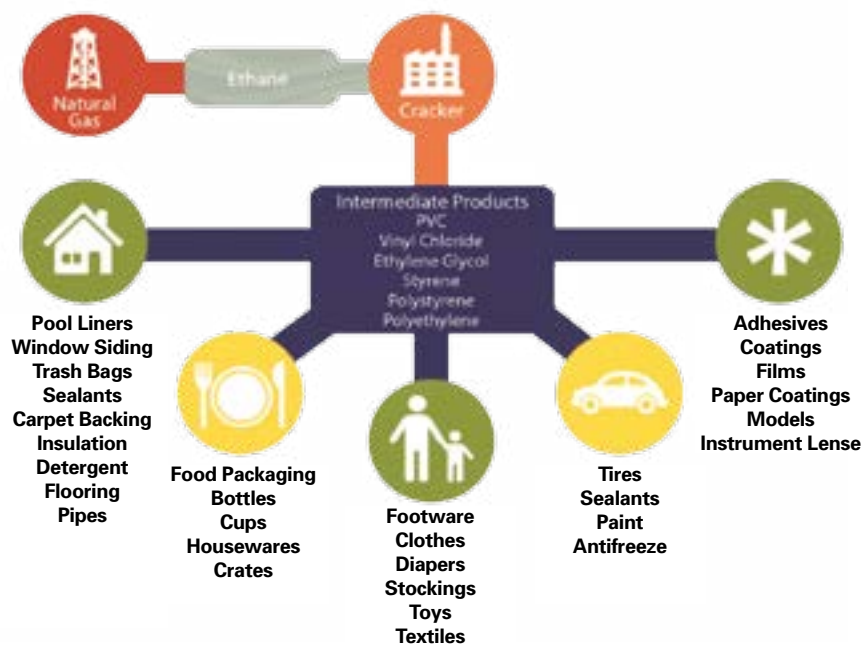 Natural
Gas
Ethane
Cracker
Intermediate Products
PVC
Vinyl Chloride
Ethylene Glycol
Styrene
Polystyrene
Polyethylene
Pool Liners
Window Siding
Trash Bags
Sealants
Carpet Backing
Insulation
Detergent
Flooring
Pipes
Food Packaging
Bottles
Cups
Housewares
Crates
Footware
Clothes
Diapers
Stockings
Toys
Textiles
Tires
Sealants
Paint
Antifreeze
Adhesives
Coatings
Films
Paper Coatings
Models
Instrument Lense